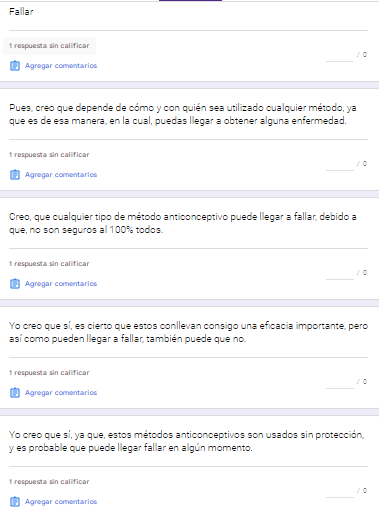 Fallar
1 respuesta sin calificar
/ 0
Agregar comentarios
Pues, creo que depende de cómo y con quién sea utilizado cualquier método, ya
que es de esa manera, en la cual, puedas llegar a obtener alguna enfermedad.
1 respuesta sin calificar
/ 0
Agregar comentarios
Creo, que cualquier tipo de método anticonceptivo puede llegar a fallar, debido a
que, no son seguros al 100% todos.
1 respuesta sin calificar
/ 0
Agregar comentarios
Yo creo que sí, es cierto que estos conllevan consigo una eficacia importante, pero
así como pueden llegar a fallar, también puede que no.
1 respuesta sin calificar
/ 0
Agregar comentarios
Yo creo que sí, ya que, estos métodos anticonceptivos son usados sin protección,
y es probable que puede llegar fallar en algún momento.
1 respuesta sin calificar
/ 0
Agregar comentarios